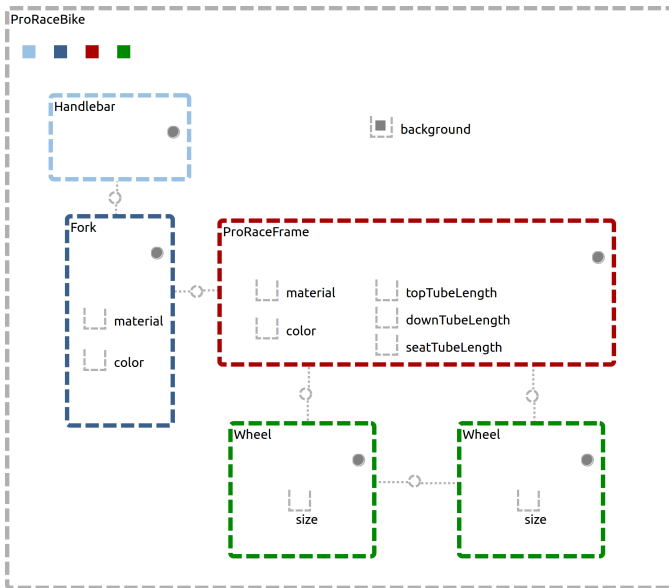 ProRaceBike
Handlebar
background
Fork
ProRaceFrame
material
topTubeLength
material
downTubeLength
color
seatTubeLength
color
Wheel
Wheel
size
size